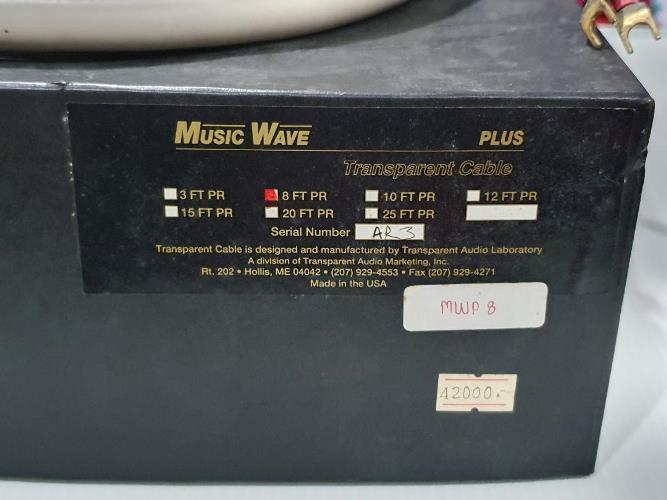 MUSIC WAVE PLUS
Transparent Cable
3 FT PR 8 FT PR 10 FT PR 12 FT PR
15 FT PR 20 FT PR 25 FT PR
Serial Number AR3
Transparent Cable is designed and manufactured by Transparent Audio Laboratory
A division of Transparent Audio Marketing, Inc.
Rt. 202 • Hollis, ME 04042 • (207) 929-4553 • Fax (207) 929-4271
Made in the USA
MWP 8
42000.-